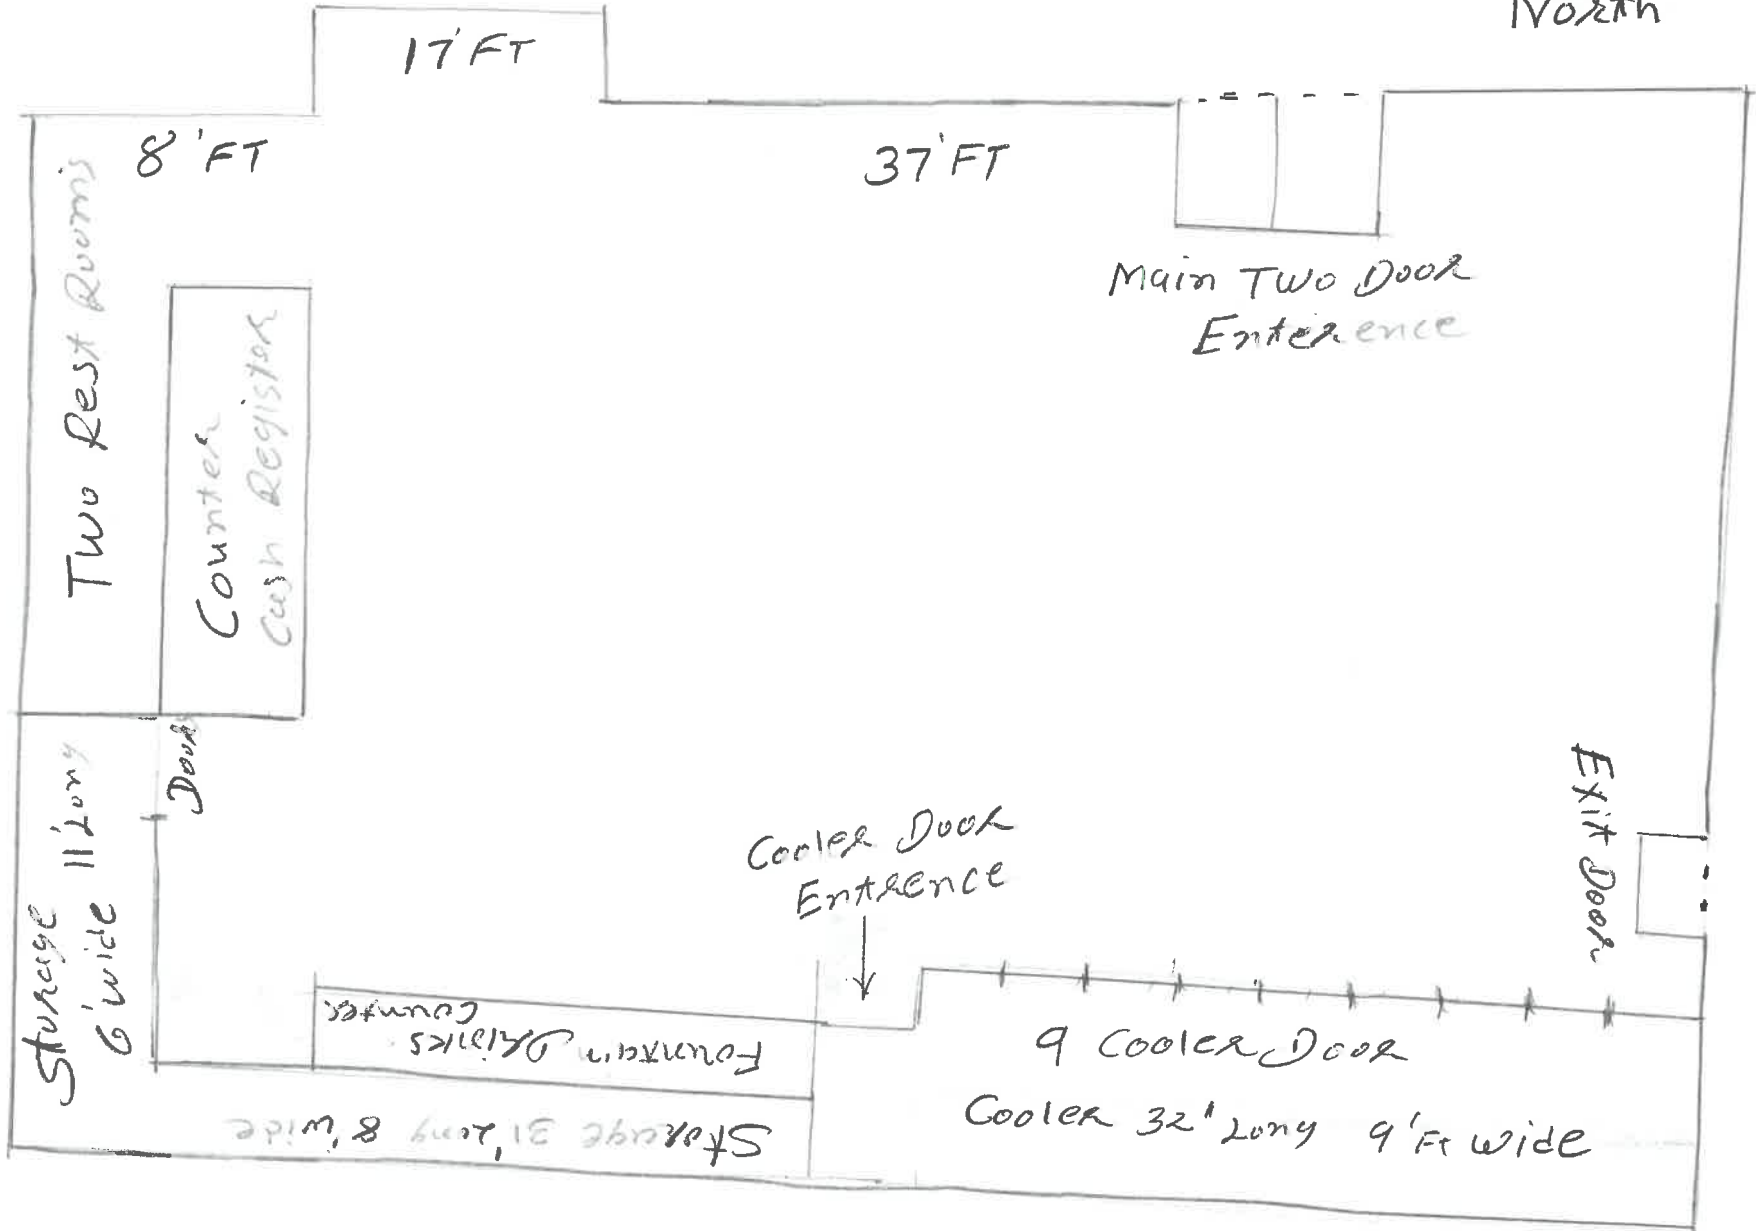 North
17'FT
8'FT
37'FT
Two Rest Rooms
Counter
Cash Register
Main Two Door
Enterence
Door
Storage 11'Long
6'wide
Cooler Door
Entrence
Exit Door
Fountain Drinks
Counter
Storage 31'Long 8'wide
9 Cooler Door
Cooler 32'Long 9'Ft wide